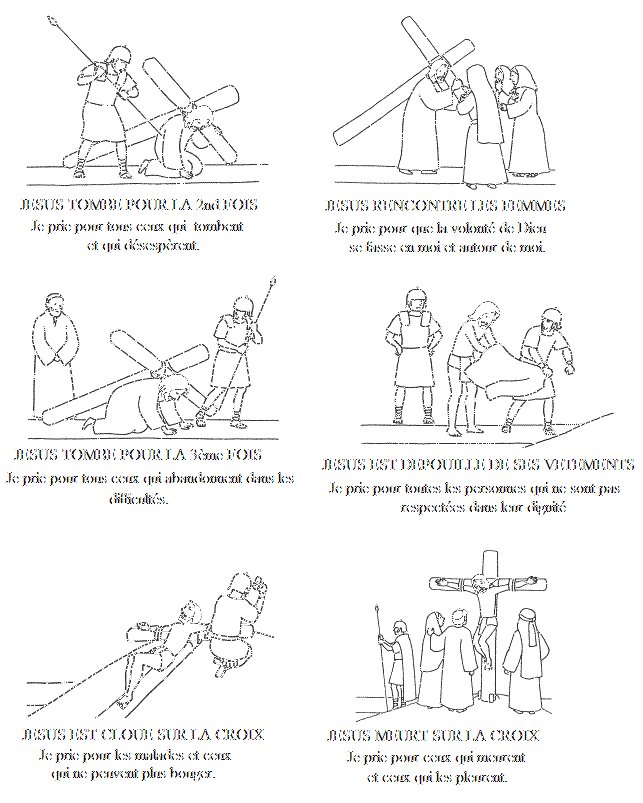 JESUS TOMBE POUR LA 2nd FOIS
Je prie pour tous ceux qui tombent
et qui désespèrent.
JESUS RENCONTRE LES FEMMES
Je prie pour que la volonté de Dieu
se fasse en moi et autour de moi.
JESUS TOMBE POUR LA 3ème FOIS
Je prie pour tous ceux qui abandonnent dans les
difficultés.
JESUS EST DEPOUILLE DE SES VETEMENTS
Je prie pour toutes les personnes qui ne sont pas
respectées dans leur dignité
JESUS EST CLOUE SUR LA CROIX
Je prie pour les malades et ceux
qui ne peuvent plus bouger.
JESUS MEURT SUR LA CROIX
Je prie pour ceux qui meurent
et ceux qui les pleurent.